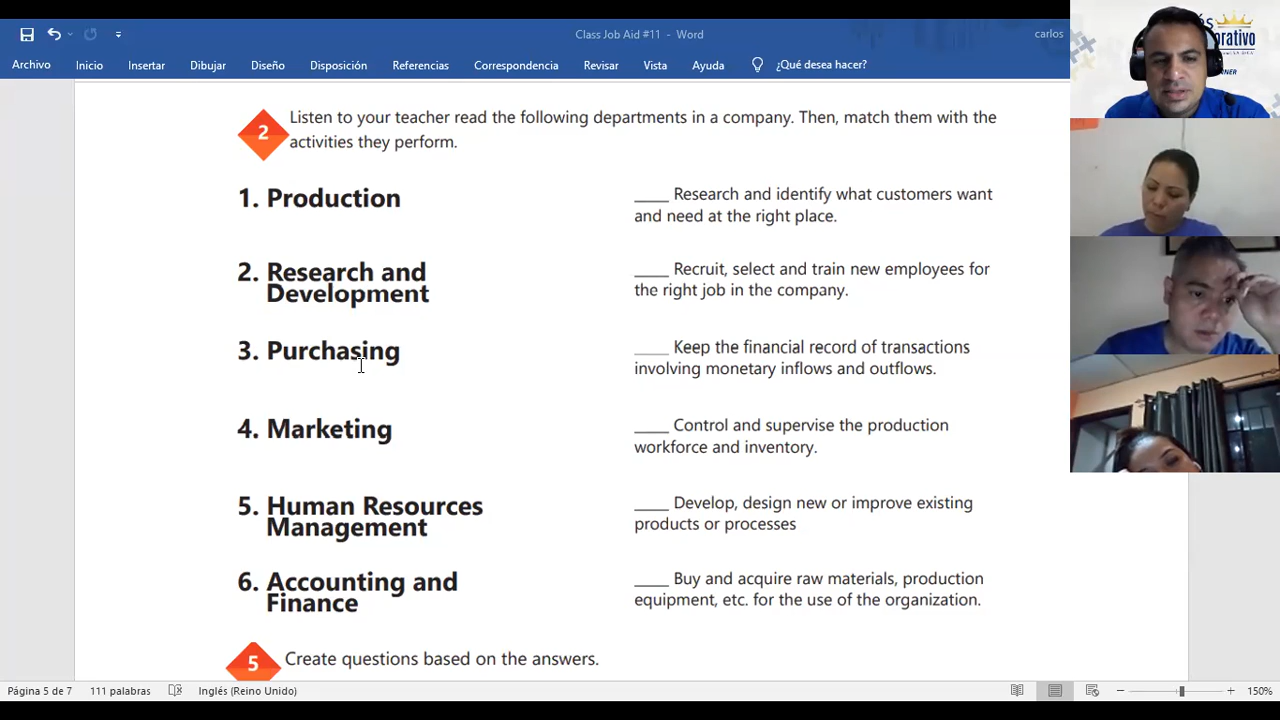 Class Job Aid #11 - Word
carlos
Archivo Inicio Insertar Dibujar Diseño Disposición Referencias Correspondencia Revisar Vista Ayuda ¿Qué desea hacer?
2
Listen to your teacher read the following departments in a company. Then, match them with the
activities they perform.
1. Production
____ Research and identify what customers want
and need at the right place.
2. Research and
Development
____ Recruit, select and train new employees for
the right job in the company.
3. Purchasing
____ Keep the financial record of transactions
involving monetary inflows and outflows.
4. Marketing
____ Control and supervise the production
workforce and inventory.
5. Human Resources
Management
____ Develop, design new or improve existing
products or processes
6. Accounting and
Finance
____ Buy and acquire raw materials, production
equipment, etc. for the use of the organization.
5
Create questions based on the answers.
Página 5 de 7 111 palabras Inglés (Reino Unido) 150%